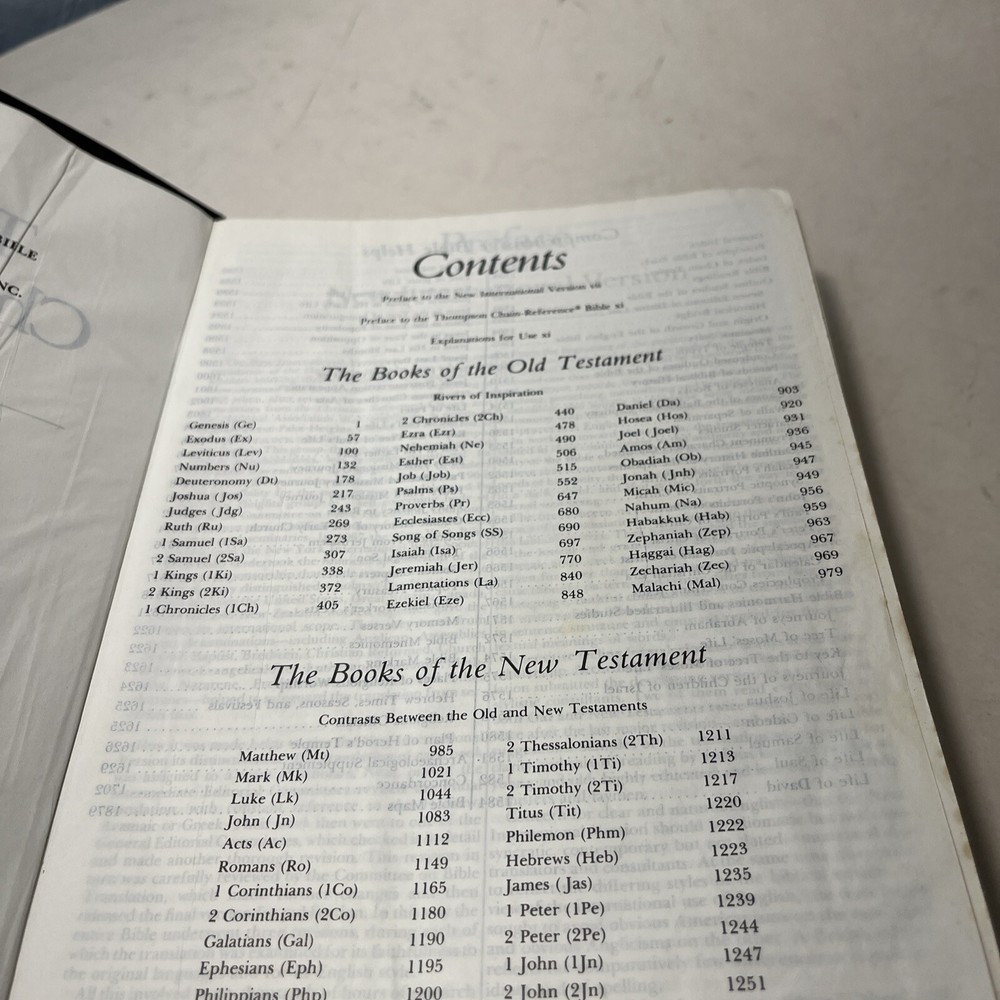 BIBLE
NC.
Contents
Preface to the New International Version vii
Preface to the Thompson Chain-Reference® Bible xi
Explanations for Use xi
The Books of the Old Testament
Rivers of Inspiration
Genesis (Ge) 1
Exodus (Ex) 57
Leviticus (Lev) 100
Numbers (Nu) 132
Deuteronomy (Dt) 178
Joshua (Jos) 217
Judges (Jdg) 243
Ruth (Ru) 269
1 Samuel (1Sa) 273
2 Samuel (2Sa) 307
1 Kings (1Ki) 338
2 Kings (2Ki) 372
1 Chronicles (1Ch) 405
2 Chronicles (2Ch) 440
Ezra (Ezr) 478
Nehemiah (Ne) 490
Esther (Est) 506
Job (Job) 515
Psalms (Ps) 552
Proverbs (Pr) 647
Ecclesiastes (Ecc) 680
Song of Songs (SS) 690
Isaiah (Isa) 697
Jeremiah (Jer) 770
Lamentations (La) 840
Ezekiel (Eze) 848
Daniel (Da) 903
Hosea (Hos) 920
Joel (Joel) 931
Amos (Am) 936
Obadiah (Ob) 945
Jonah (Jnh) 947
Micah (Mic) 949
Nahum (Na) 956
Habakkuk (Hab) 959
Zephaniah (Zep) 963
Haggai (Hag) 967
Zechariah (Zec) 969
Malachi (Mal) 979
The Books of the New Testament
Contrasts Between the Old and New Testaments
Matthew (Mt) 985
Mark (Mk) 1021
Luke (Lk) 1044
John (Jn) 1083
Acts (Ac) 1112
Romans (Ro) 1149
1 Corinthians (1Co) 1165
2 Corinthians (2Co) 1180
Galatians (Gal) 1190
Ephesians (Eph) 1195
Philippians (Php) 1200
2 Thessalonians (2Th) 1211
1 Timothy (1Ti) 1213
2 Timothy (2Ti) 1217
Titus (Tit) 1220
Philemon (Phm) 1222
Hebrews (Heb) 1223
James (Jas) 1235
1 Peter (1Pe) 1239
2 Peter (2Pe) 1244
1 John (1Jn) 1247
2 John (2Jn) 1251